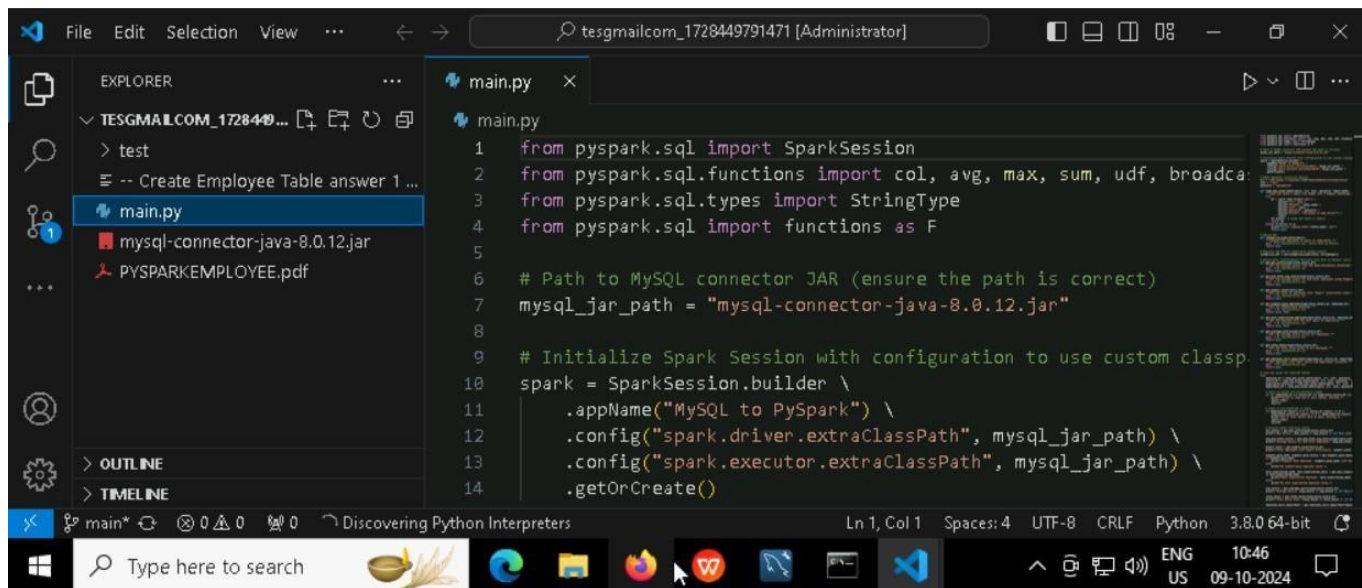 File Edit Selection View ... tesgmailcom_1728449791471 [Administrator]
EXPLORER ...
TESGMAILCOM_1728449...
test
-- Create Employee Table answer 1 ...
main.py
mysql-connector-java-8.0.12.jar
PYSPARKEMPLOYEE.pdf
OUTLINE
TIMELINE
main.py
main.py
1 from pyspark.sql import SparkSession
2 from pyspark.sql.functions import col, avg, max, sum, udf, broadca
3 from pyspark.sql.types import StringType
4 from pyspark.sql import functions as F
5
6 # Path to MySQL connector JAR (ensure the path is correct)
7 mysql_jar_path = "mysql-connector-java-8.0.12.jar"
8
9 # Initialize Spark Session with configuration to use custom classp
10 spark = SparkSession.builder \
11 .appName("MySQL to PySpark") \
12 .config("spark.driver.extraClassPath", mysql_jar_path) \
13 .config("spark.executor.extraClassPath", mysql_jar_path) \
14 .getOrCreate()
1
main* 0 0 0 Discovering Python Interpreters Ln 1, Col 1 Spaces: 4 UTF-8 CRLF Python 3.8.0 64-bit
Type here to search ENG 10:46
US 09-10-2024